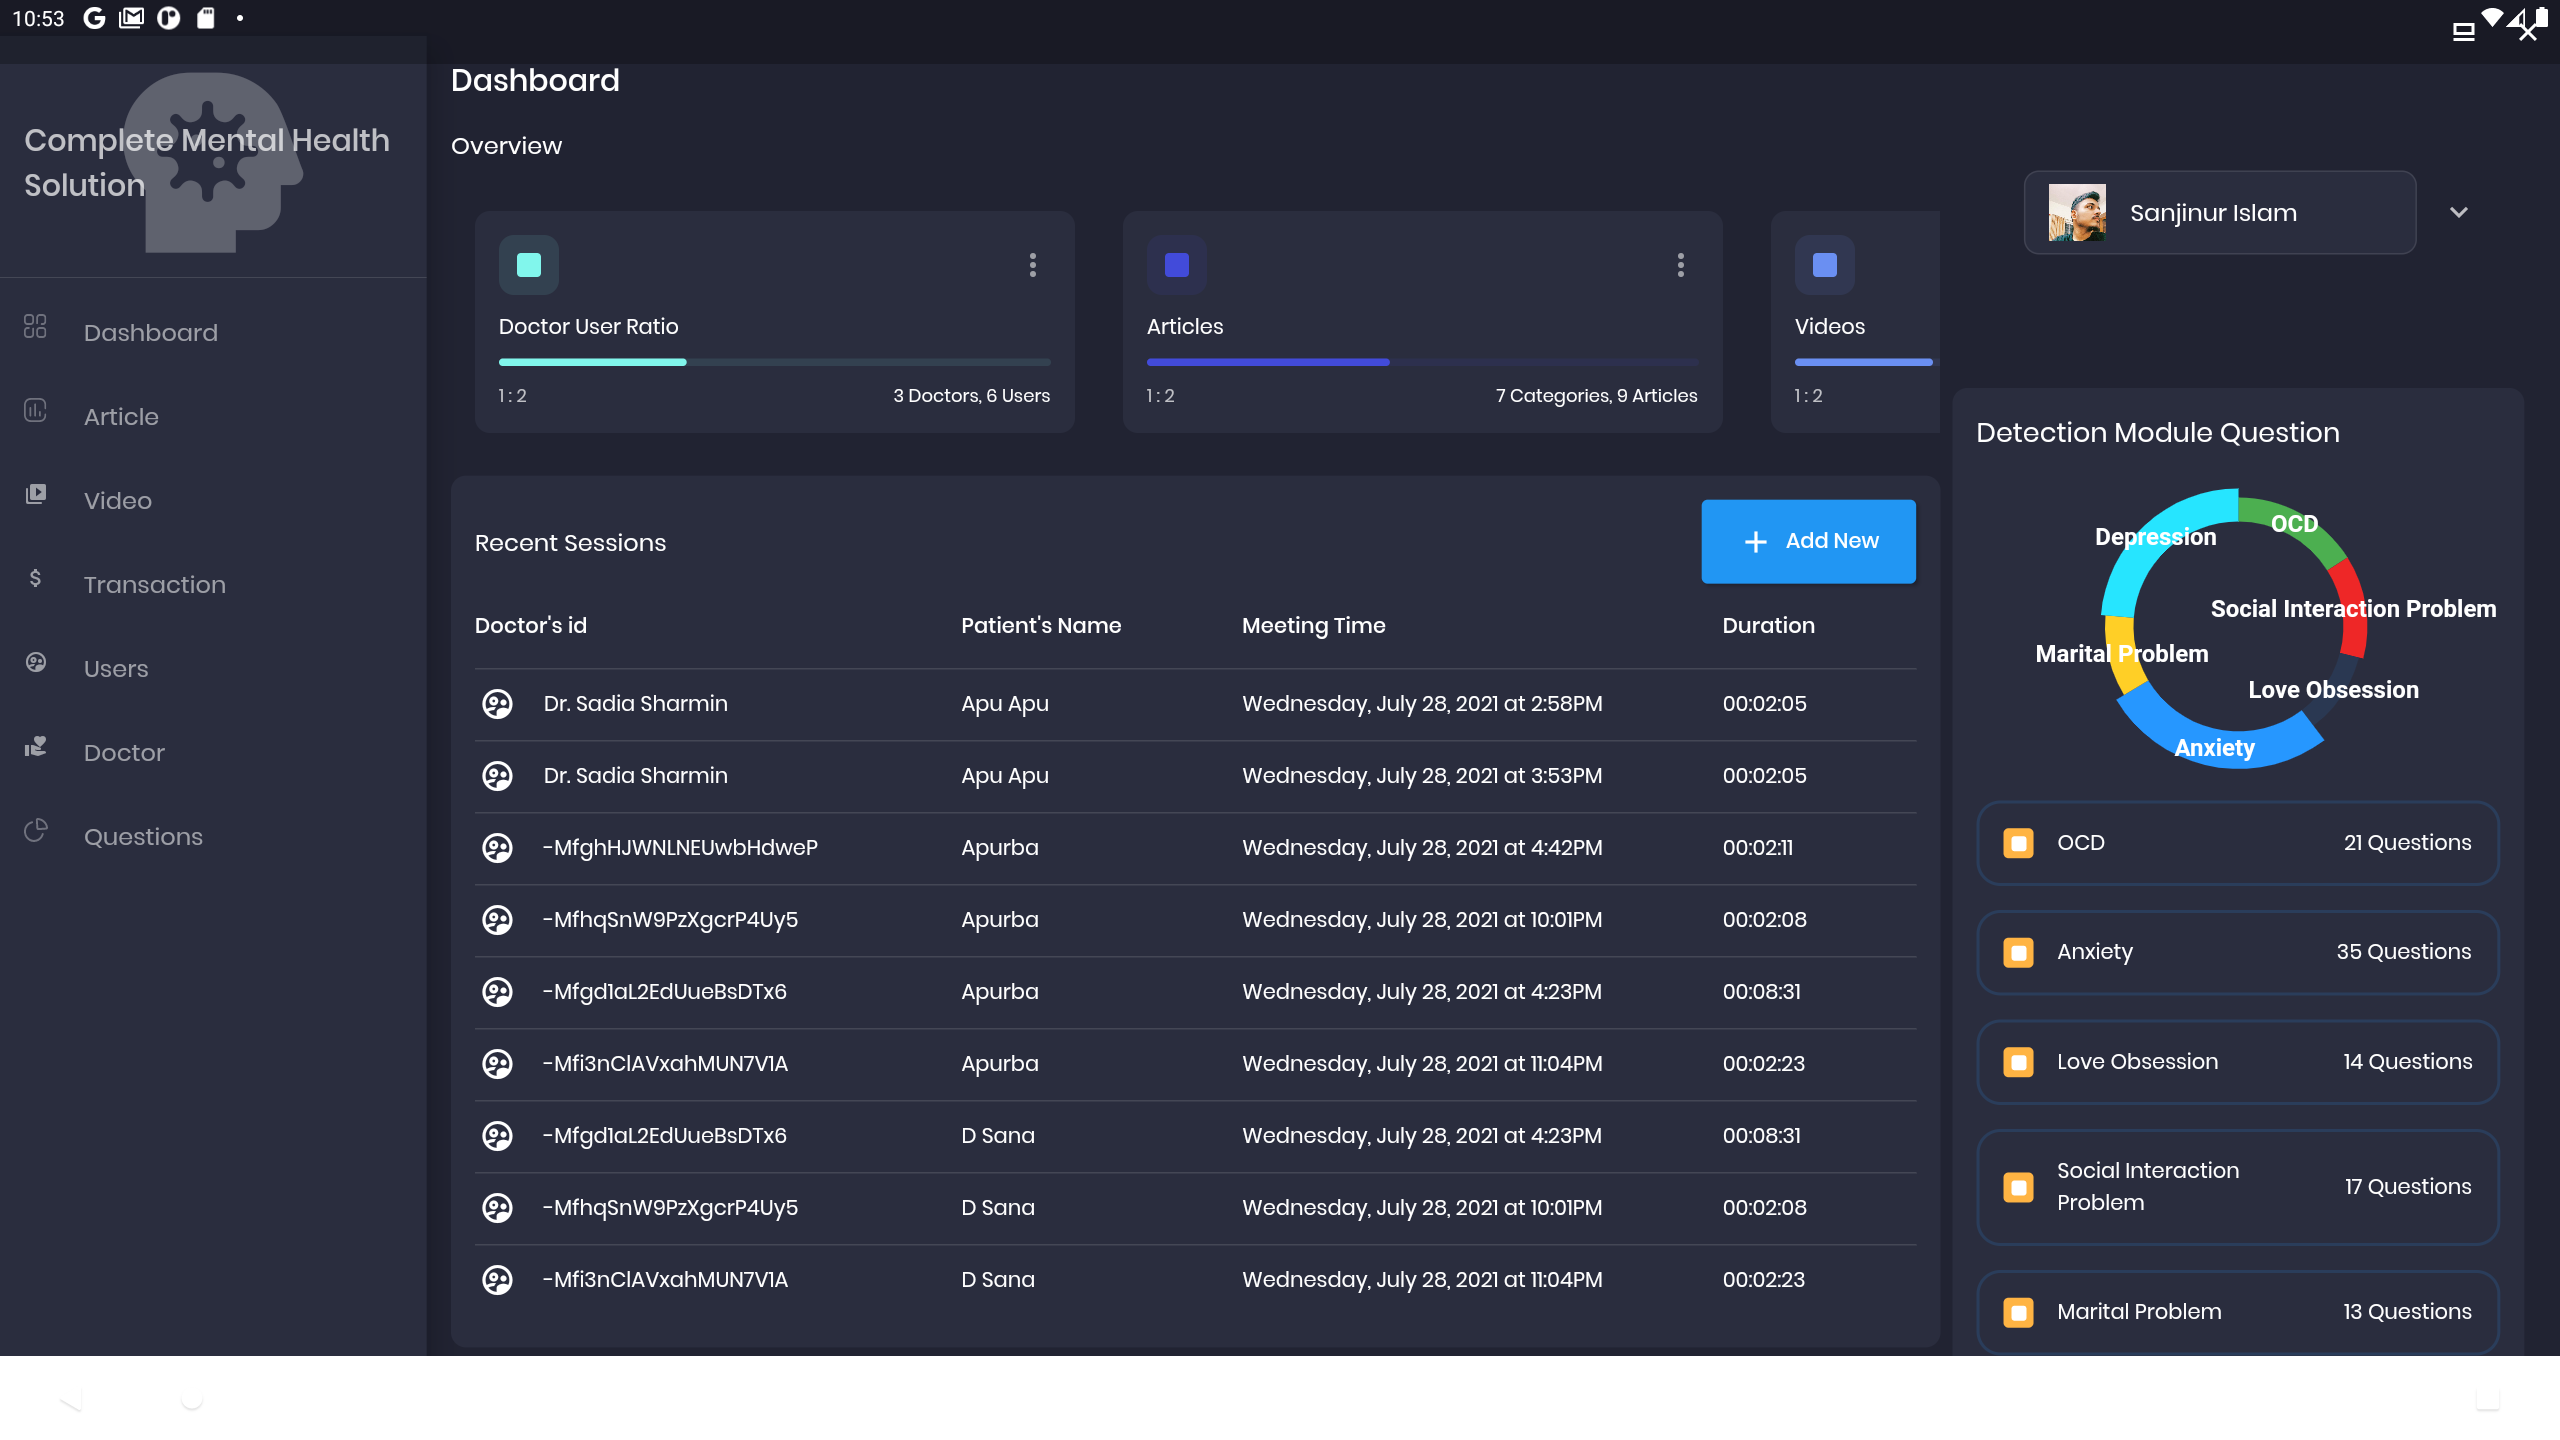 10:53
Complete Mental Health
Solution
Dashboard
Article
Video
Transaction
Users
Doctor
Questions
Dashboard
Overview
Doctor User Ratio
1 : 2
3 Doctors, 6 Users
Articles
1 : 2
7 Categories, 9 Articles
Videos
1 : 2
Sanjinur Islam
Recent Sessions
Add New
Doctor's id Patient's Name Meeting Time Duration
Dr. Sadia Sharmin Apu Apu Wednesday, July 28, 2021 at 2:58PM 00:02:05
Dr. Sadia Sharmin Apu Apu Wednesday, July 28, 2021 at 3:53PM 00:02:05
-MfghHJWNLNEUwbHdweP Apurba Wednesday, July 28, 2021 at 4:42PM 00:02:11
-MfhqSnW9PzXgcrP4Uy5 Apurba Wednesday, July 28, 2021 at 10:01PM 00:02:08
-Mfgd1aL2EdUueBsDTx6 Apurba Wednesday, July 28, 2021 at 4:23PM 00:08:31
-Mfi3nClAVxahMUN7V1A Apurba Wednesday, July 28, 2021 at 11:04PM 00:02:23
-Mfgd1aL2EdUueBsDTx6 D Sana Wednesday, July 28, 2021 at 4:23PM 00:08:31
-MfhqSnW9PzXgcrP4Uy5 D Sana Wednesday, July 28, 2021 at 10:01PM 00:02:08
-Mfi3nClAVxahMUN7V1A D Sana Wednesday, July 28, 2021 at 11:04PM 00:02:23
Detection Module Question
OCD
Depression
Social Interaction Problem
Marital Problem
Love Obsession
Anxiety
OCD 21 Questions
Anxiety 35 Questions
Love Obsession 14 Questions
Social Interaction
Problem
17 Questions
Marital Problem 13 Questions